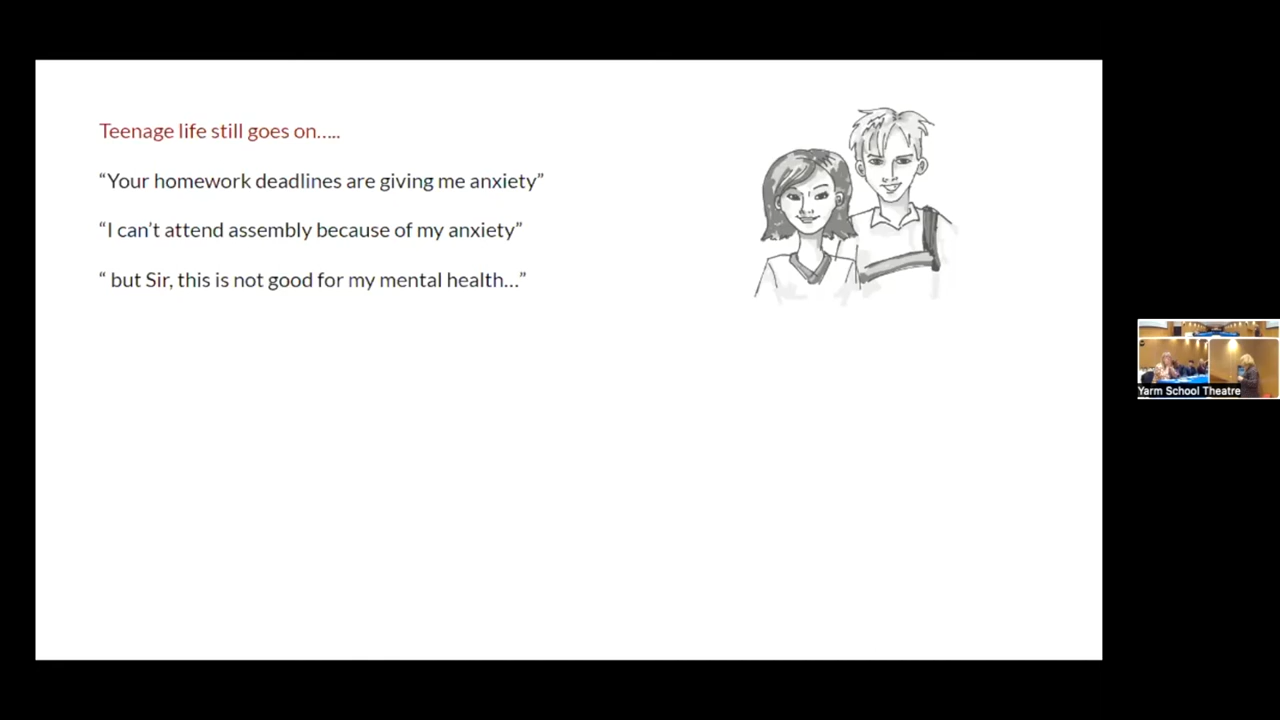 Teenage life still goes on…..
“Your homework deadlines are giving me anxiety”
“I can’t attend assembly because of my anxiety”
“ but Sir, this is not good for my mental health…”
Yarm School Theatre